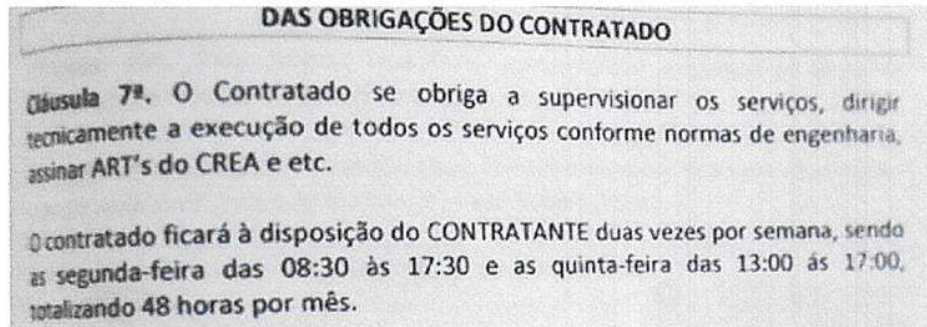 DAS OBRIGAÇÕES DO CONTRATADO
Cláusula 7ª. O Contratado se obriga a supervisionar os serviços, dirigir
tecnicamente a execução de todos os serviços conforme normas de engenharia,
assinar ART's do CREA e etc.
O contratado ficará à disposição do CONTRATANTE duas vezes por semana, sendo
as segunda-feira das 08:30 às 17:30 e as quinta-feira das 13:00 ás 17:00,
totalizando 48 horas por mês.